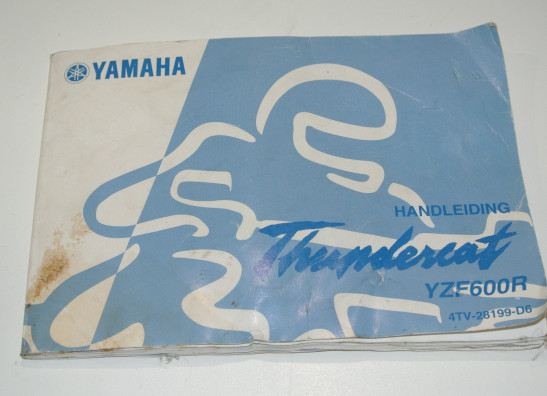 YAMAHA
HANDLEIDING
Thundercat
YZF600R
4TV-28199-D6